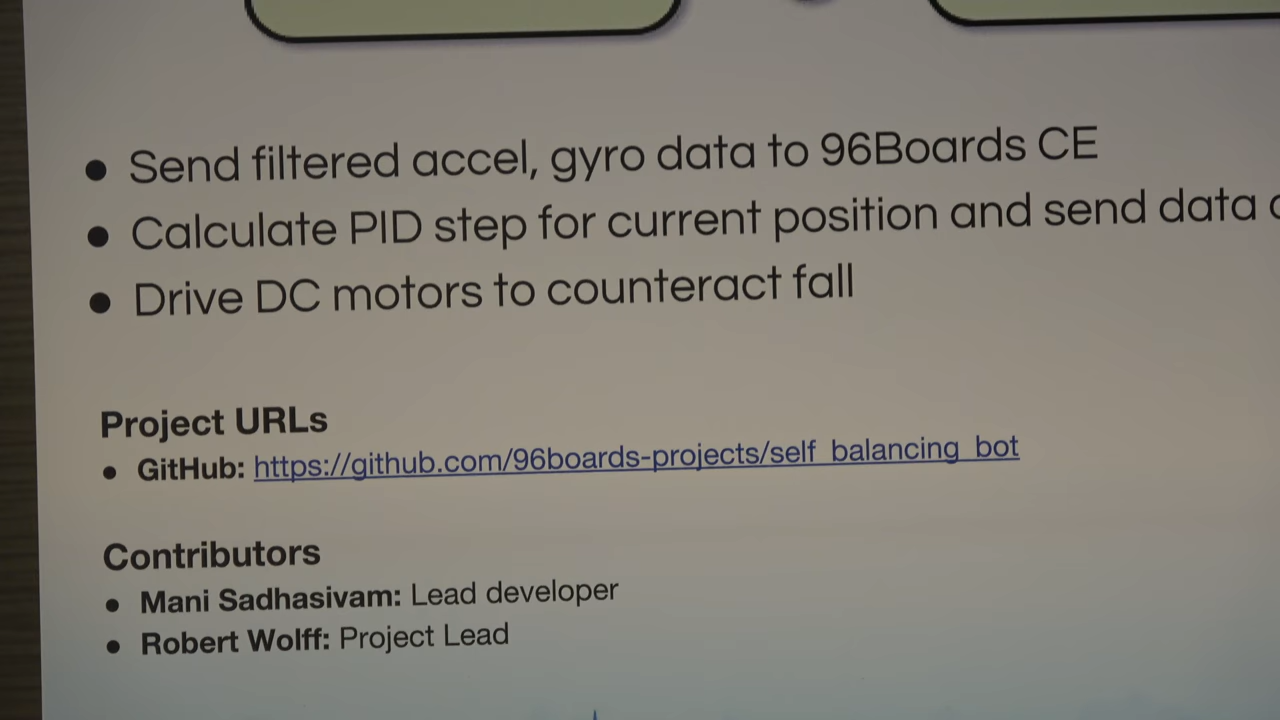 ● Send filtered accel, gyro data to 96Boards CE
● Calculate PID step for current position and send data
● Drive DC motors to counteract fall
Project URLs
● GitHub: https://github.com/96boards-projects/self_balancing_bot
Contributors
● Mani Sadhasivam: Lead developer
● Robert Wolff: Project Lead